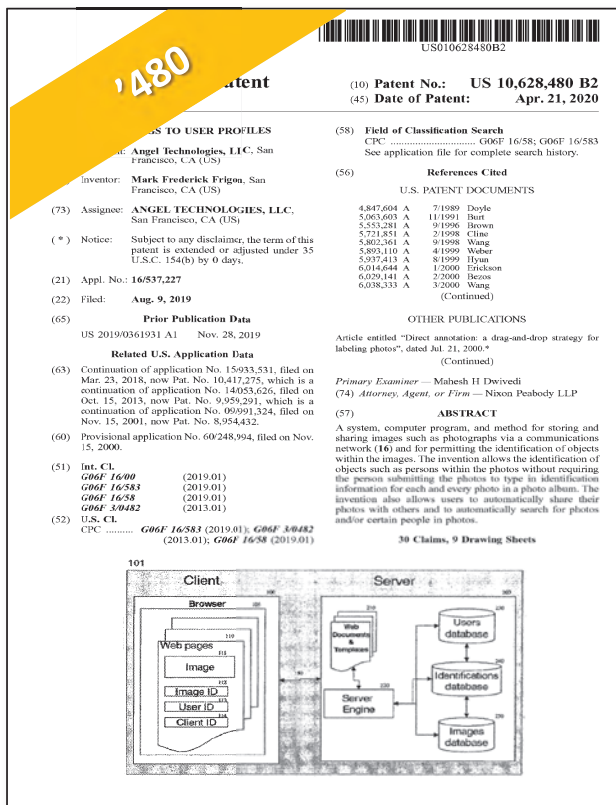 '480
US010628480B2
atent
(10) Patent No.: US 10,628,480 B2
(45) Date of Patent: Apr. 21, 2020
GS TO USER PROFILES
Angel Technologies, LLC, San
Francisco, CA (US)
Inventor: Mark Frederick Frigon, San
Francisco, CA (US)
(73) Assignee: ANGEL TECHNOLOGIES, LLC,
San Francisco, CA (US)
( * ) Notice: Subject to any disclaimer, the term of this
patent is extended or adjusted under 35
U.S.C. 154(b) by 0 days.
(21) Appl. No.: 16/537,227
(22) Filed: Aug. 9, 2019
(65) Prior Publication Data
US 2019/0361931 A1 Nov. 28, 2019
Related U.S. Application Data
(63) Continuation of application No. 15/933,531, filed on
Mar. 23, 2018, now Pat. No. 10,417,275, which is a
continuation of application No. 14/053,626, filed on
Oct. 15, 2013, now Pat. No. 9,959,291, which is a
continuation of application No. 09/991,324, filed on
Nov. 15, 2001, now Pat. No. 8,954,432.
(60) Provisional application No. 60/248,994, filed on Nov.
15, 2000.
(51) Int. Cl.
G06F 16/00 (2019.01)
G06F 16/583 (2019.01)
G06F 16/58 (2019.01)
G06F 3/0482 (2013.01)
(52) U.S. Cl.
CPC .......... G06F 16/583 (2019.01); G06F 3/0482
(2013.01); G06F 16/58 (2019.01)
(58) Field of Classification Search
CPC .............................. G06F 16/58; G06F 16/583
See application file for complete search history.
(56) References Cited
U.S. PATENT DOCUMENTS
4,847,604 A 7/1989 Doyle
5,063,603 A 11/1991 Burt
5,553,281 A 9/1996 Brown
5,721,851 A 2/1998 Cline
5,802,361 A 9/1998 Wang
5,893,110 A 4/1999 Weber
5,937,413 A 8/1999 Hyun
6,014,644 A 1/2000 Erickson
6,029,141 A 2/2000 Bezos
6,038,333 A 3/2000 Wang
(Continued)
OTHER PUBLICATIONS
Article entitled "Direct annotation: a drag-and-drop strategy for
labeling photos", dated Jul. 21, 2000.*
(Continued)
Primary Examiner — Mahesh H Dwivedi
(74) Attorney, Agent, or Firm — Nixon Peabody LLP
(57) ABSTRACT
A system, computer program, and method for storing and
sharing images such as photographs via a communications
network (16) and for permitting the identification of objects
within the images. The invention allows the identification of
objects such as persons within the photos without requiring
the person submitting the photos to type in identification
information for each and every photo in a photo album. The
invention also allows users to automatically share their
photos with others and to automatically search for photos
and/or certain people in photos.
30 Claims, 9 Drawing Sheets
101
Client
Browser
Web pages
110
Image
111
Image ID
112
User ID
Client ID
Server
Web
Documents
&
Templates
Server
Engine
Users
database
Identifications
database
Images
database